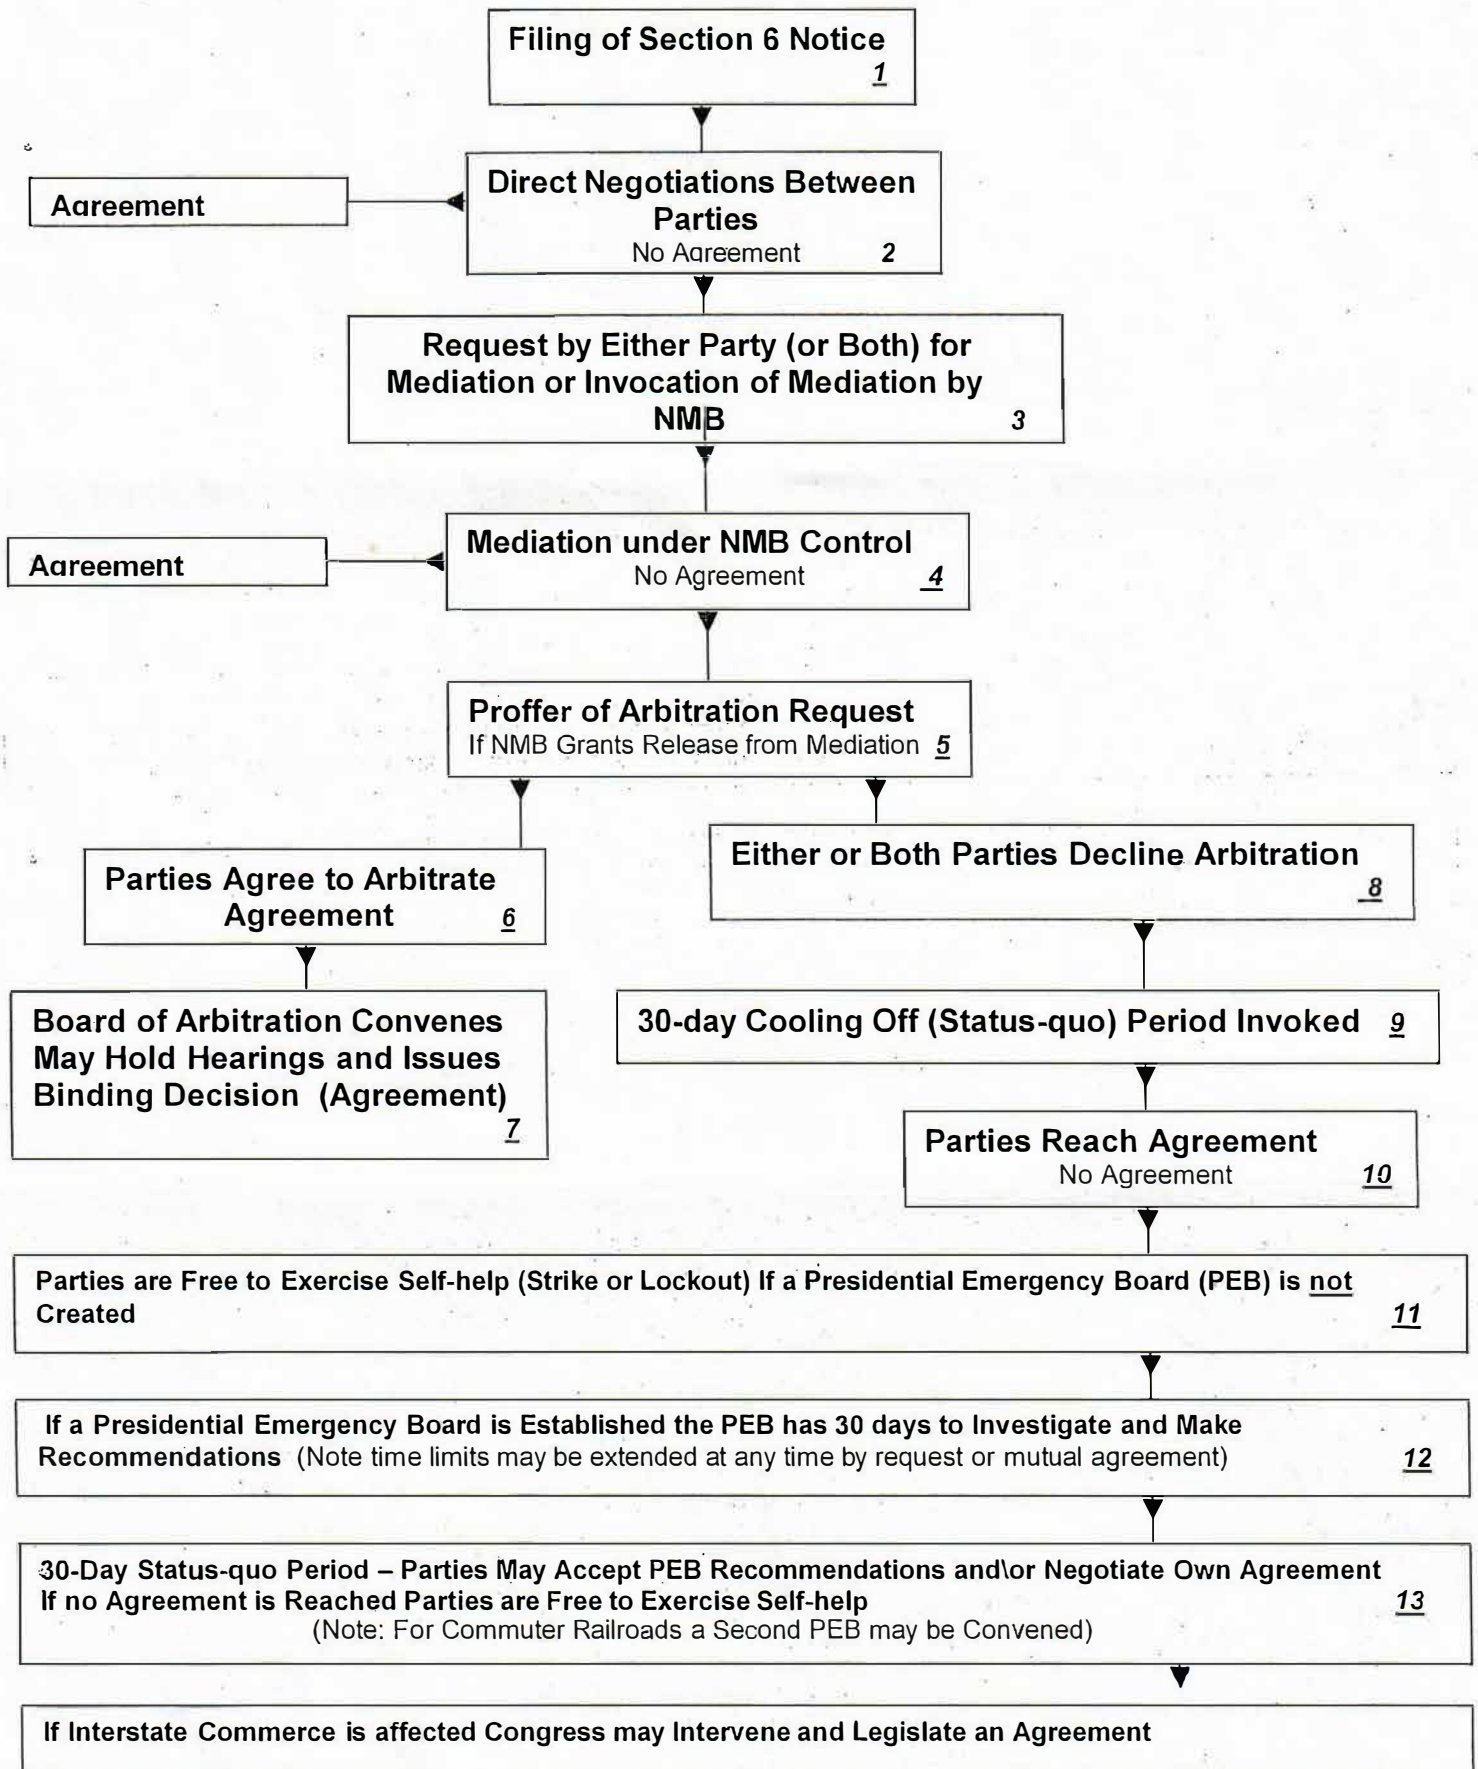 Filing of Section 6 Notice
1
Direct Negotiations Between
Parties
No Agreement 2
Agreement
Request by Either Party (or Both) for
Mediation or Invocation of Mediation by
NMB 3
Mediation under NMB Control
No Agreement 4
Agreement
Proffer of Arbitration Request
If NMB Grants Release from Mediation 5
Parties Agree to Arbitrate
Agreement 6
Board of Arbitration Convenes
May Hold Hearings and Issues
Binding Decision (Agreement)
7
Either or Both Parties Decline Arbitration
8
30-day Cooling Off (Status-quo) Period Invoked 9
Parties Reach Agreement
No Agreement 10
Parties are Free to Exercise Self-help (Strike or Lockout) If a Presidential Emergency Board (PEB) is not
Created 11
If a Presidential Emergency Board is Established the PEB has 30 days to Investigate and Make
Recommendations (Note time limits may be extended at any time by request or mutual agreement) 12
30-Day Status-quo Period – Parties May Accept PEB Recommendations and\or Negotiate Own Agreement
If no Agreement is Reached Parties are Free to Exercise Self-help 13
(Note: For Commuter Railroads a Second PEB may be Convened)
If Interstate Commerce is affected Congress may Intervene and Legislate an Agreement